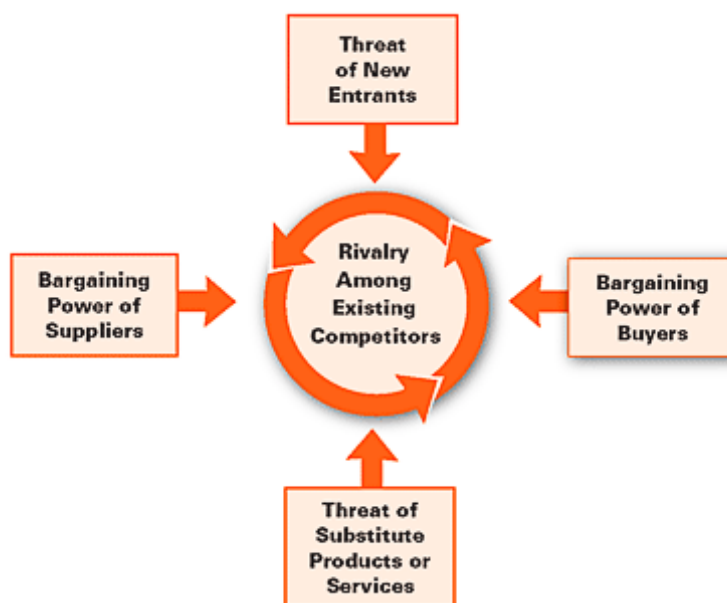 Threat
of New
Entrants
Bargaining
Power of
Suppliers
Rivalry
Among
Existing
Competitors
Bargaining
Power of
Buyers
Threat of
Substitute
Products or
Services